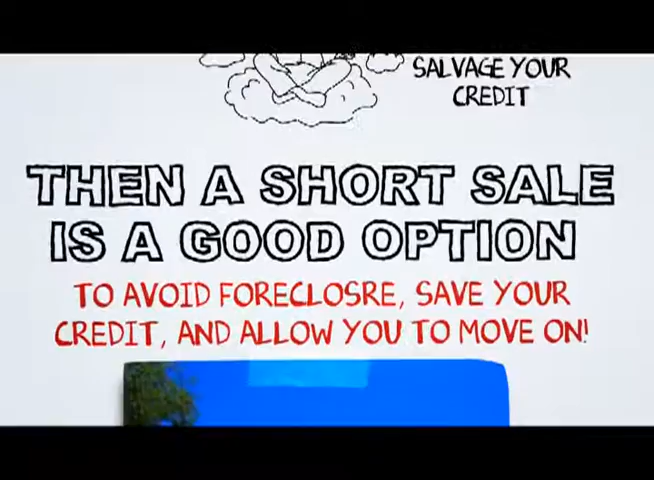 SALVAGE YOUR
CREDIT
THEN A SHORT SALE
IS A GOOD OPTION
TO AVOID FORECLOSRE, SAVE YOUR
CREDIT, AND ALLOW YOU TO MOVE ON!